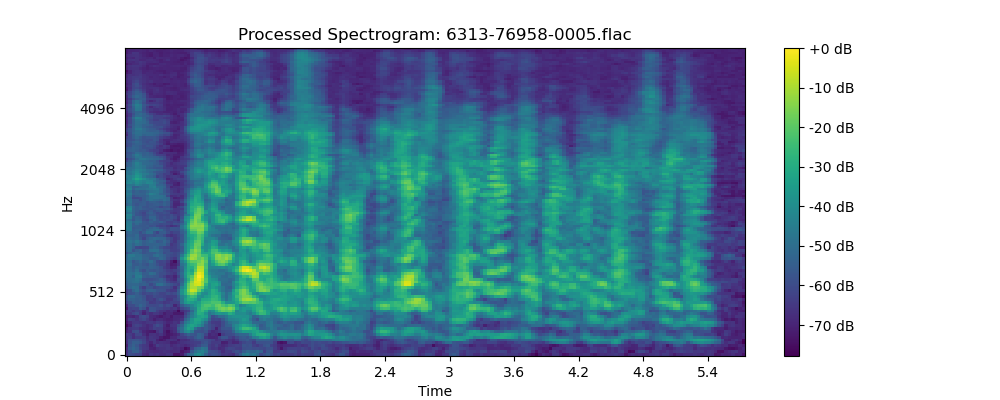 Processed Spectrogram: 6313-76958-0005.flac
+0 dB
4096
-10 dB
-20 dB
2048
-30 dB
Hz
-40 dB
1024
-50 dB
512
-60 dB
-70 dB
0
0 0.6 1.2 1.8 2.4 3 3.6 4.2 4.8 5.4
Time